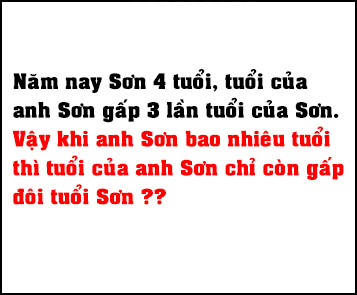 Năm nay Sơn 4 tuổi, tuổi của
anh Sơn gấp 3 lần tuổi của Sơn.
Vậy khi anh Sơn bao nhiêu tuổi
thì tuổi của anh Sơn chỉ còn gấp
đôi tuổi Sơn ??